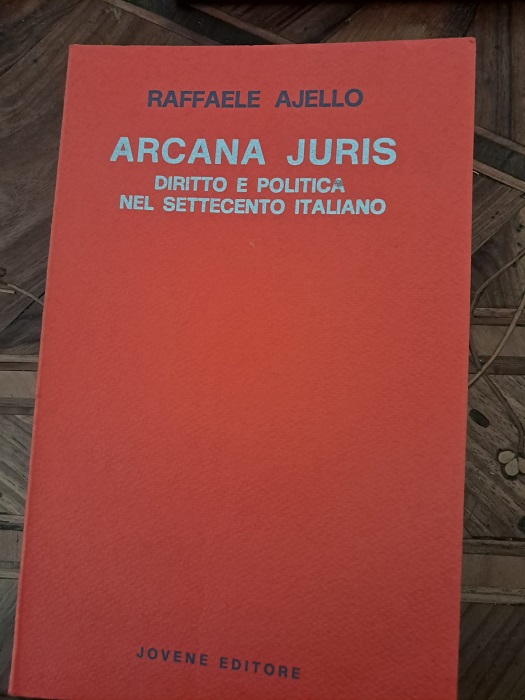 RAFFAELE AJELLO
ARCANA JURIS
DIRITTO E POLITICA
NEL SETTECENTO ITALIANO
JOVENE EDITORE